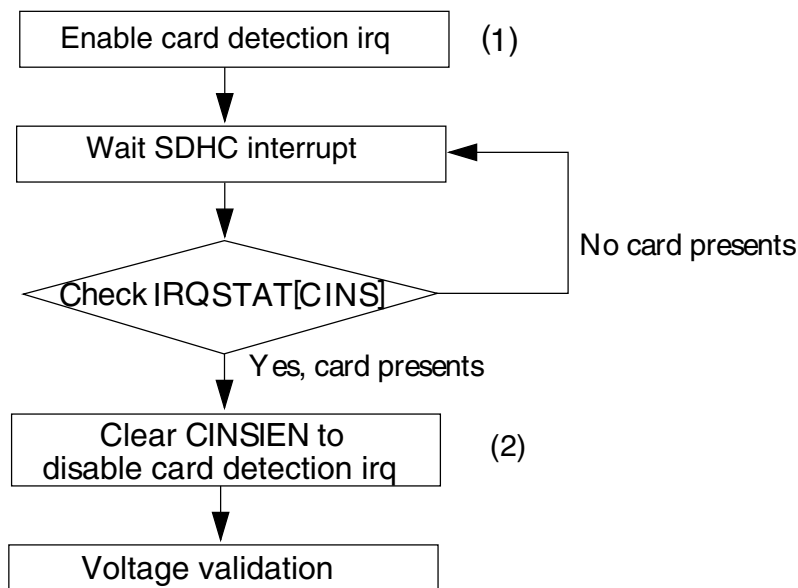 Enable card detection irq (1)
Wait SDHC interrupt
No card presents
Check IRQSTAT[CINS]
Yes, card presents
Clear CINSIEN to
disable card detection irq
(2)
Voltage validation